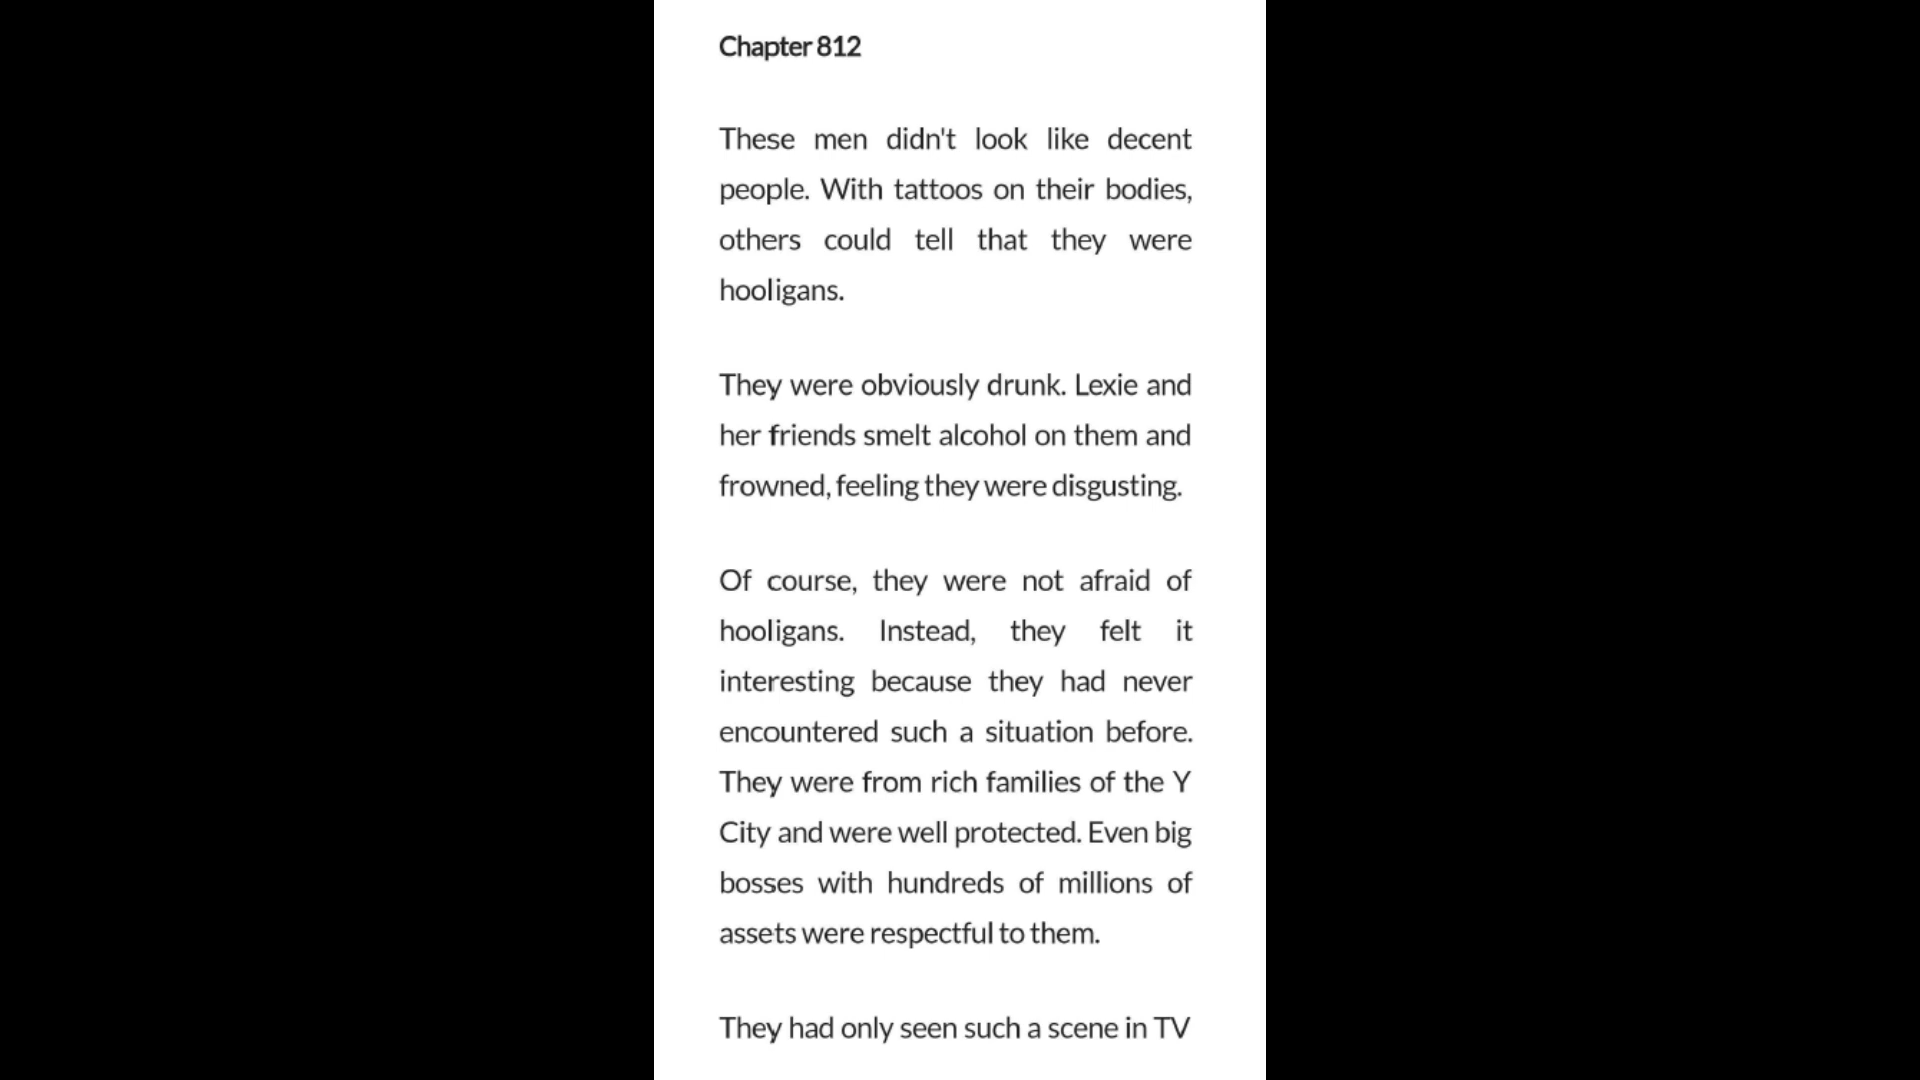 Chapter 812
These men didn't look like decent
people. With tattoos on their bodies,
others could tell that they were
hooligans.
They were obviously drunk. Lexie and
her friends smelt alcohol on them and
frowned, feeling they were disgusting.
Of course, they were not afraid of
hooligans. Instead, they felt it
interesting because they had never
encountered such a situation before.
They were from rich families of the Y
City and were well protected. Even big
bosses with hundreds of millions of
assets were respectful to them.
They had only seen such a scene in TV